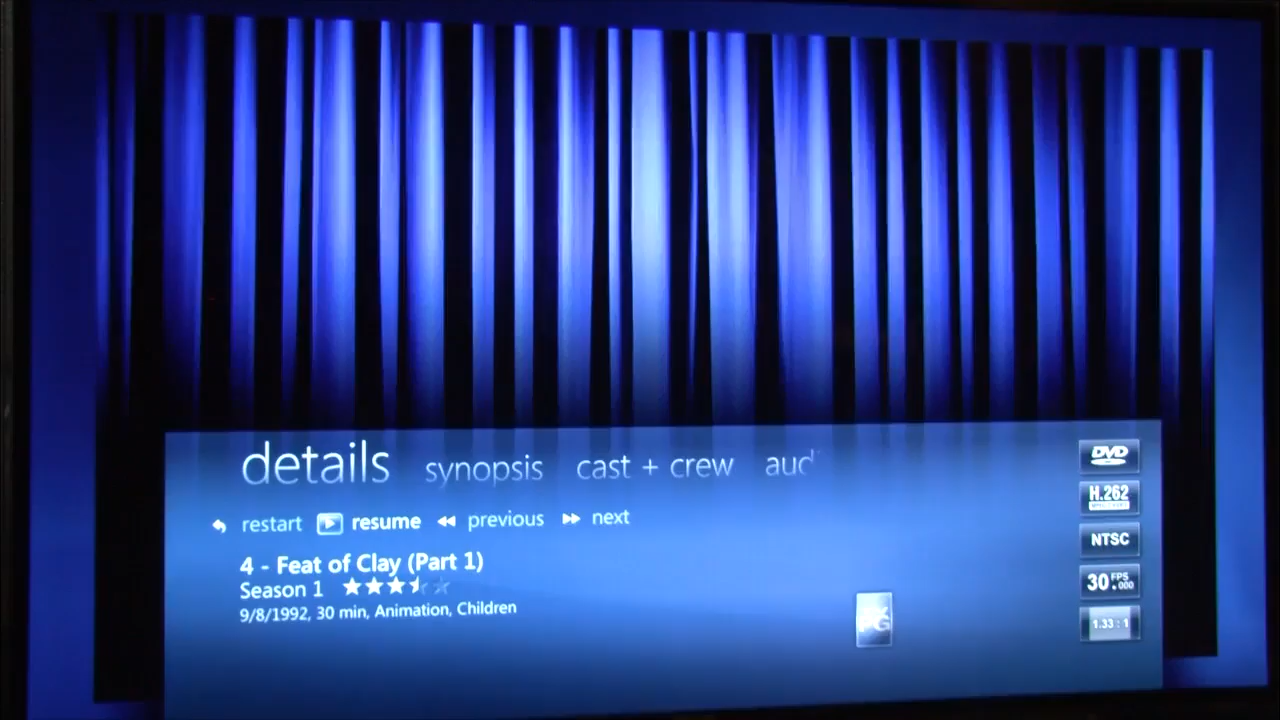 details synopsis cast + crew aud
restart resume previous next
4 - Feat of Clay (Part 1)
Season 1
9/8/1992, 30 min, Animation, Children
PG
DVD
H.262
NTSC
30 FPS .000
1.33 : 1